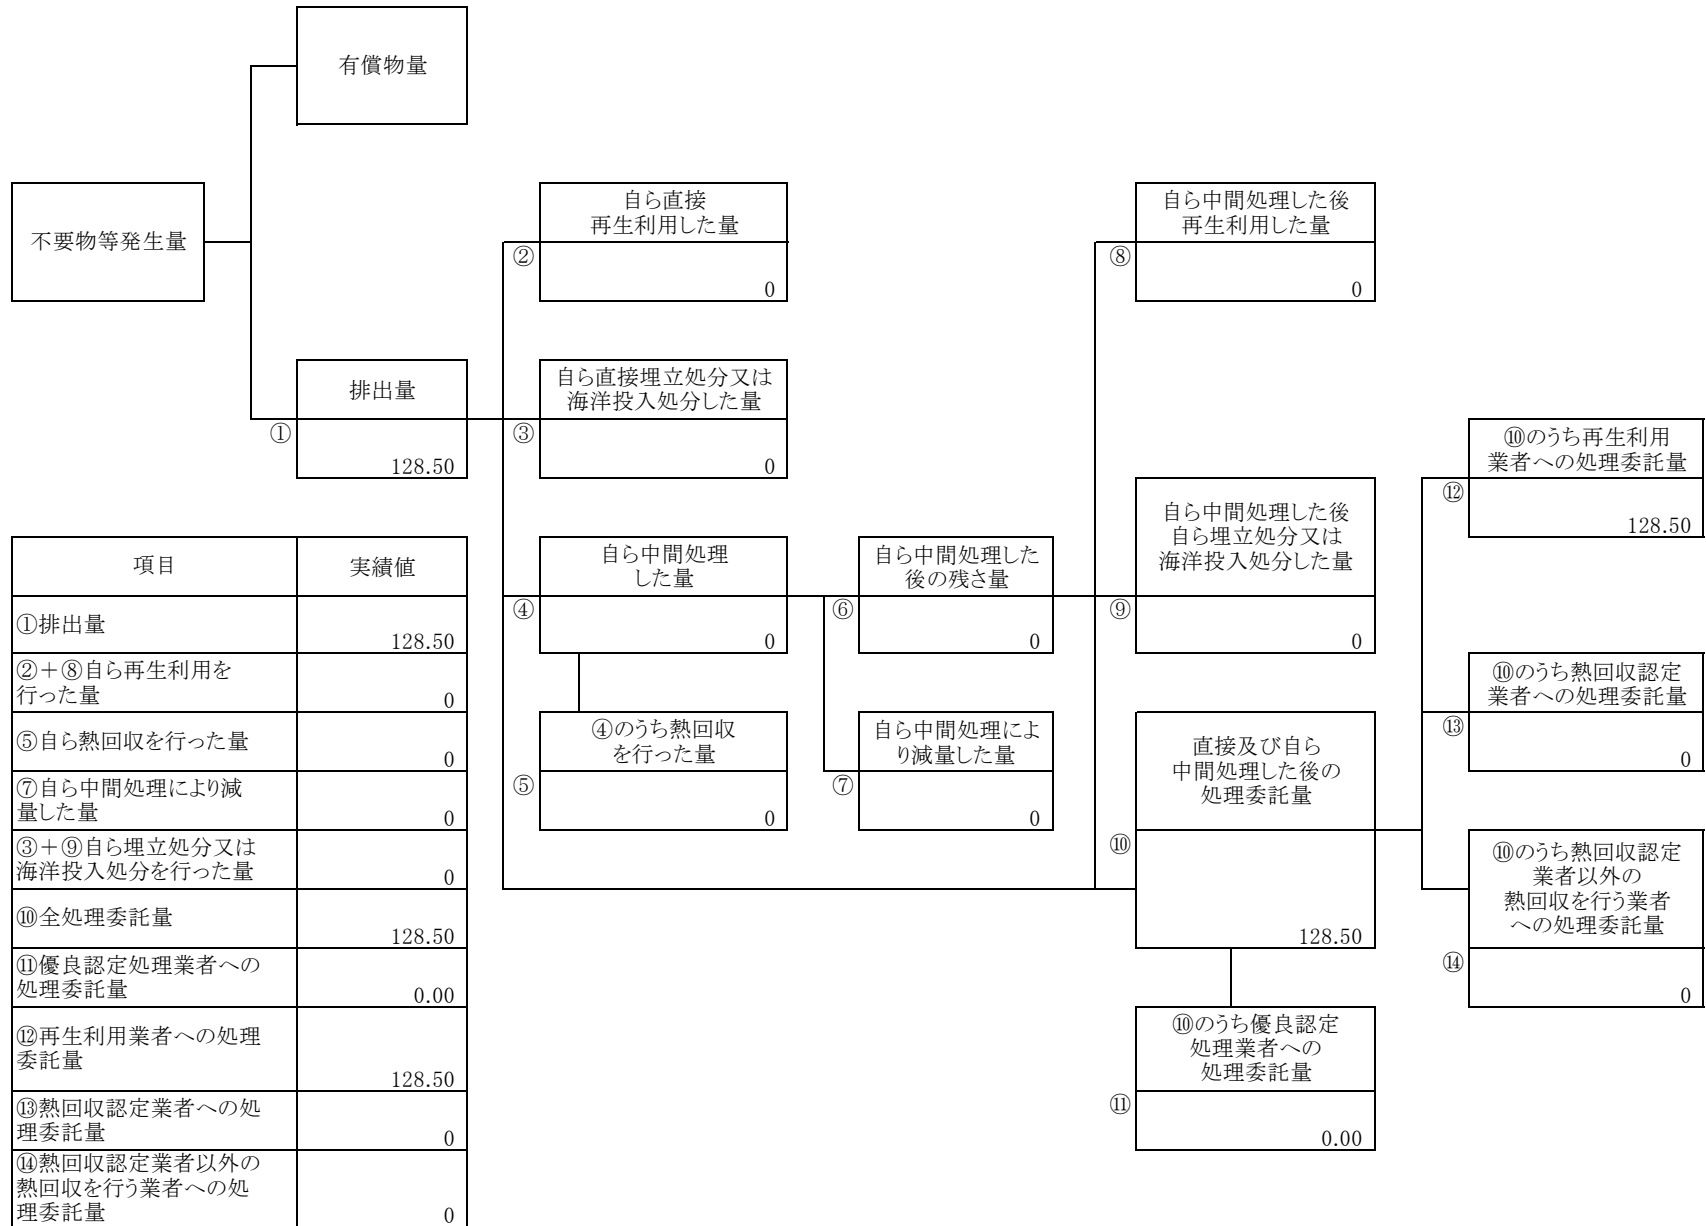 有償物量
不要物等発生量
自ら直接
再生利用した量
②
0
自ら中間処理した後
再生利用した量
⑧
0
排出量
①
128.50
自ら直接埋立処分又は
海洋投入処分した量
③
0
⑩のうち再生利用
業者への処理委託量
⑫
128.50
自ら中間処理
した量
④
0
自ら中間処理した
後の残さ量
⑥
0
自ら中間処理した後
自ら埋立処分又は
海洋投入処分した量
⑨
0
④のうち熱回収
を行った量
⑤
0
自ら中間処理によ
り減量した量
⑦
0
直接及び自ら
中間処理した後の
処理委託量
⑩
128.50
⑩のうち熱回収認定
業者への処理委託量
⑬
0
⑩のうち熱回収認定
業者以外の
熱回収を行う業者
への処理委託量
⑭
0
⑩のうち優良認定
処理業者への
処理委託量
⑪
0.00
項目 実績値
①排出量
128.50
②+⑧自ら再生利用を
行った量
0
⑤自ら熱回収を行った量
0
⑦自ら中間処理により減
量した量
0
③+⑨自ら埋立処分又は
海洋投入処分を行った量
0
⑩全処理委託量
128.50
⑪優良認定処理業者への
処理委託量
0.00
⑫再生利用業者への処理
委託量
128.50
⑬熱回収認定業者への処
理委託量
0
⑭熱回収認定業者以外の
熱回収を行う業者への処
理委託量
0